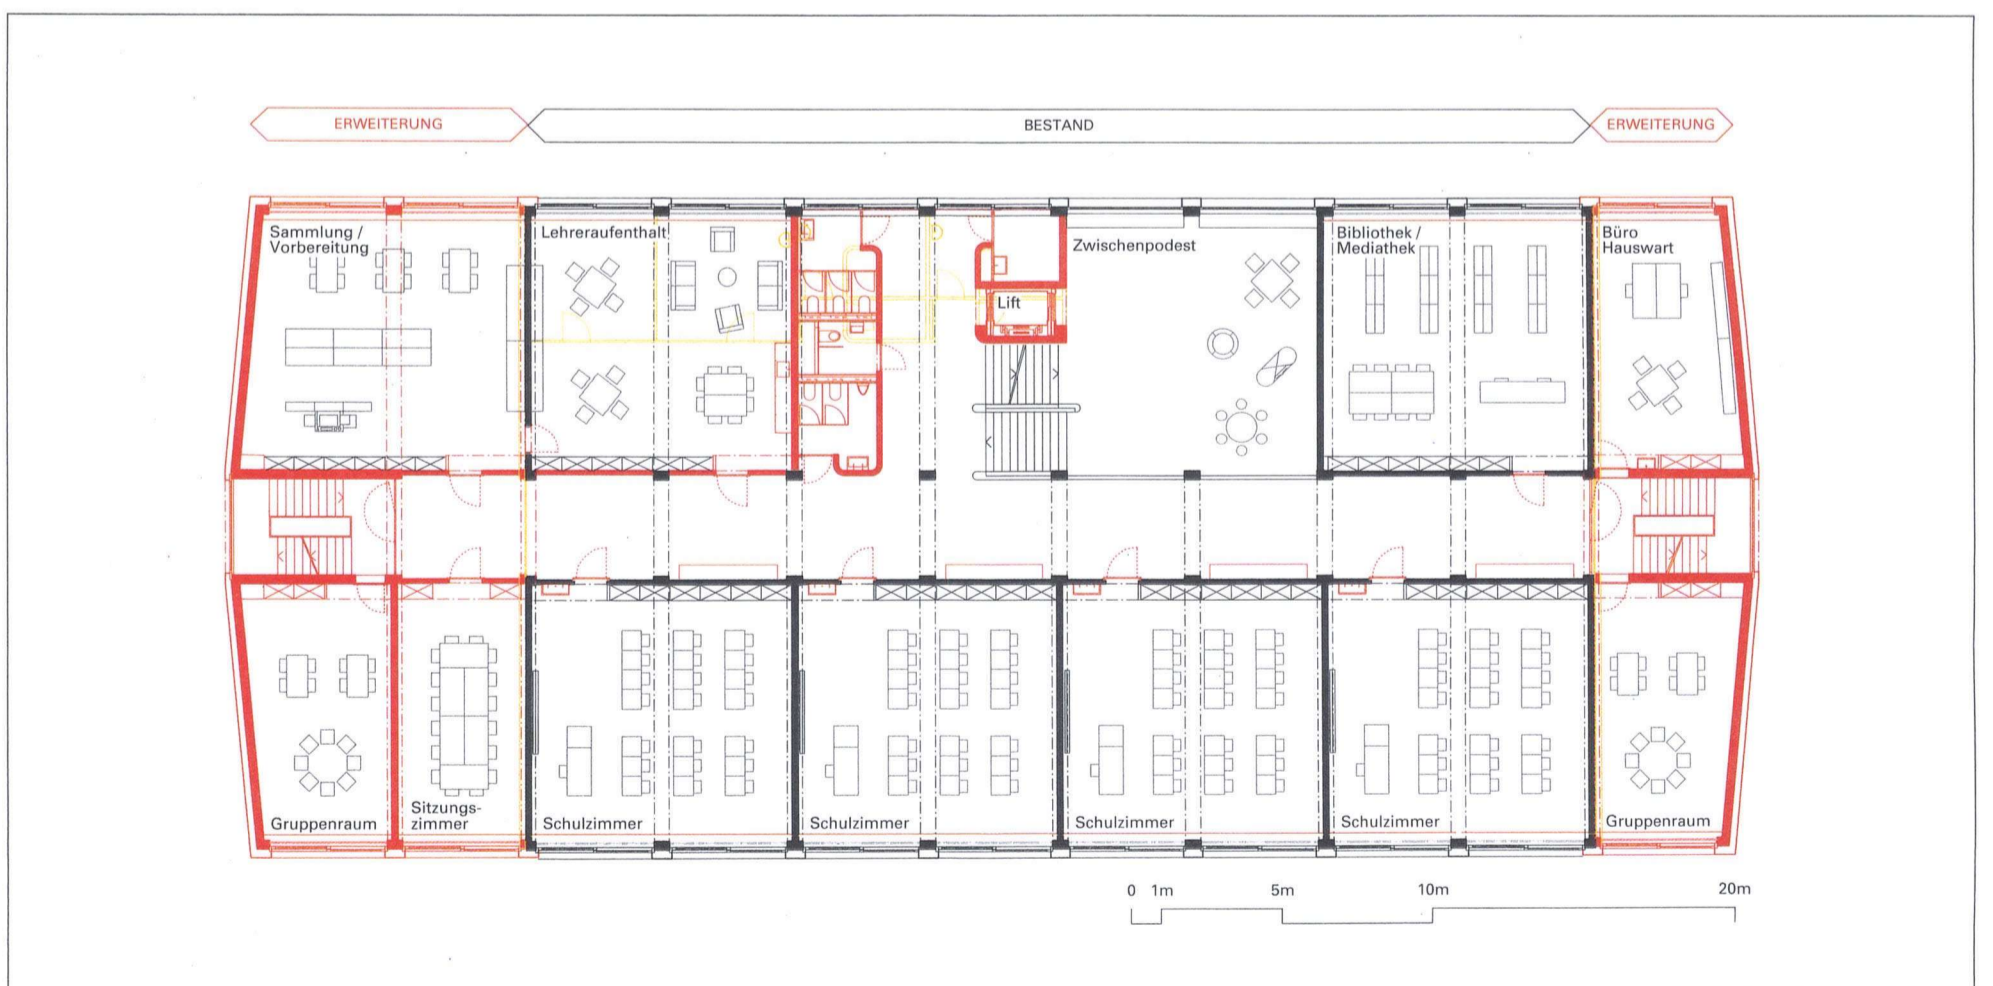 ERWEITERUNG
BESTAND
ERWEITERUNG
Sammlung /
Vorbereitung
Lehreraufenthalt
Zwischenpodest
Bibliothek /
Mediathek
Büro
Hauswart
Lift
Gruppenraum
Sitzungs-
zimmer
Schulzimmer
Schulzimmer
Schulzimmer
Schulzimmer
Gruppenraum
0 1m 5m 10m 20m